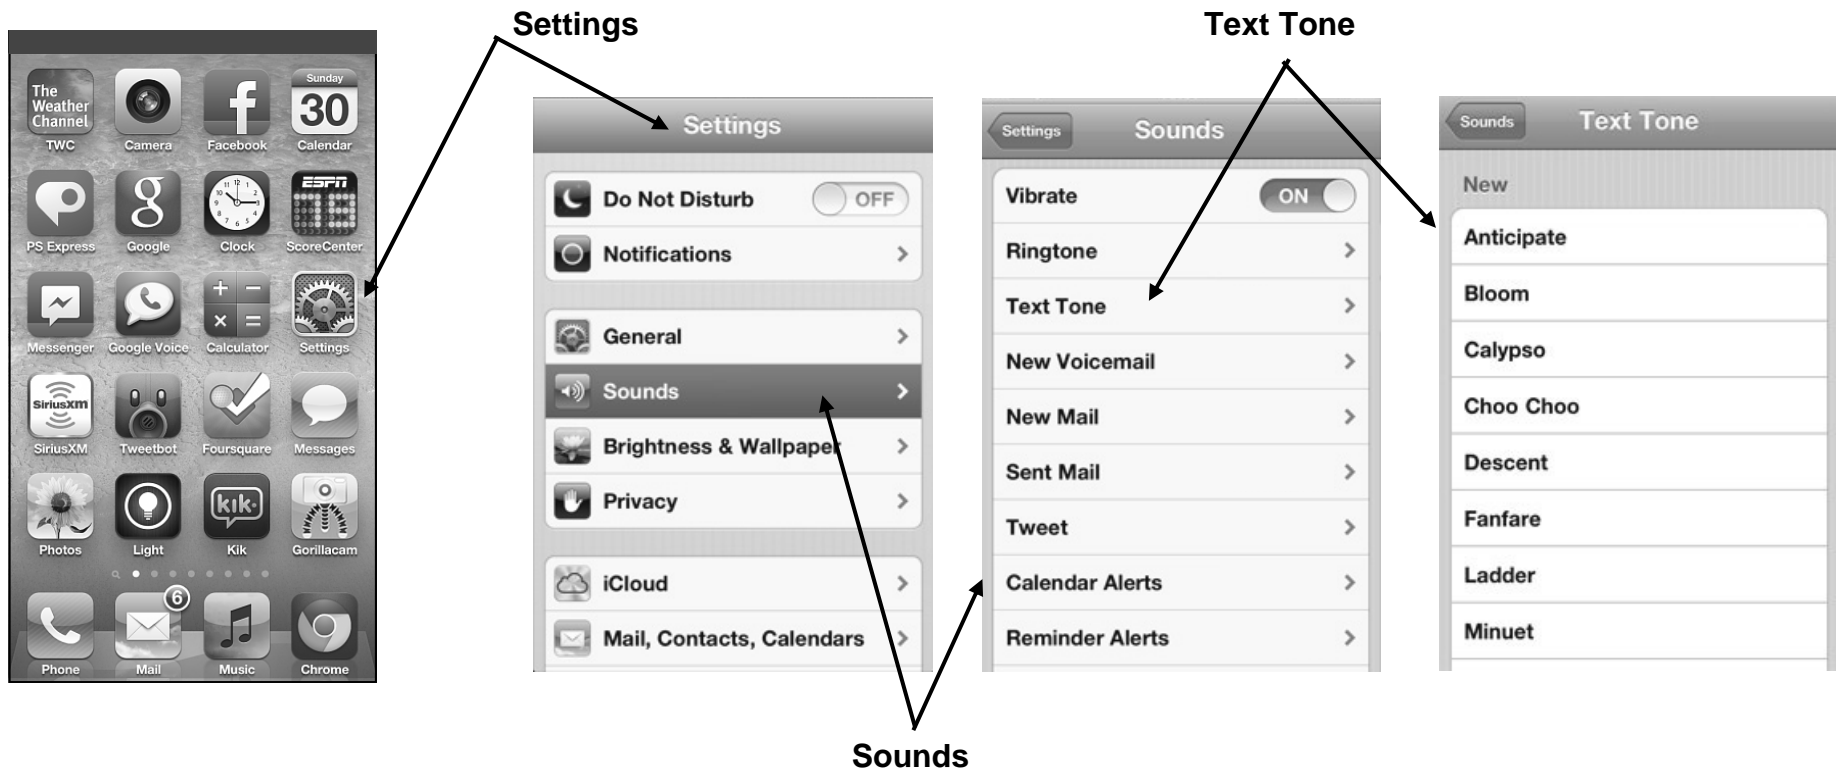 Settings
Text Tone
The
Weather
Channel
Sunday
30
TWC
Camera
Facebook
Calendar
ESPN
PS Express
Google
Clock
ScoreCenter
Messenger
Google Voice
Calculator
Settings
SiriusXM
SiriusXM
Tweetbot
Foursquare
Messages
kik
Photos
Light
Kik
Gorillacam
6
Phone
Mail
Music
Chrome
Settings
Do Not Disturb OFF
Notifications
General
Sounds
Brightness & Wallpaper
Privacy
iCloud
Mail, Contacts, Calendars
Settings Sounds
Vibrate ON
Ringtone
Text Tone
New Voicemail
New Mail
Sent Mail
Tweet
Calendar Alerts
Reminder Alerts
Sounds Text Tone
New
Anticipate
Bloom
Calypso
Choo Choo
Descent
Fanfare
Ladder
Minuet
Sounds